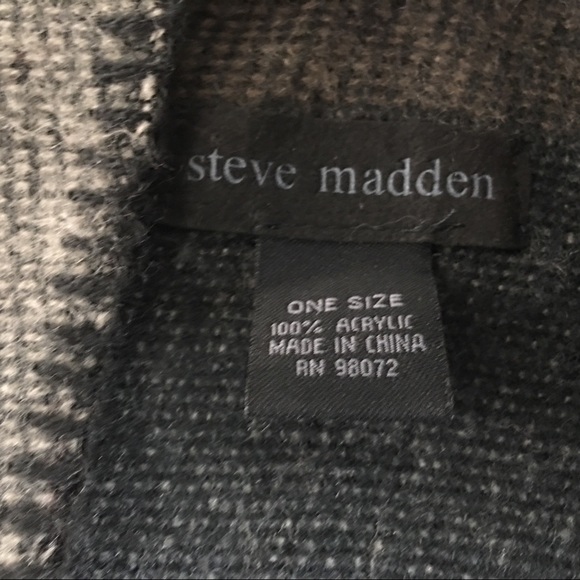 steve madden
ONE SIZE
100% ACRYLIC
MADE IN CHINA
RN 98072